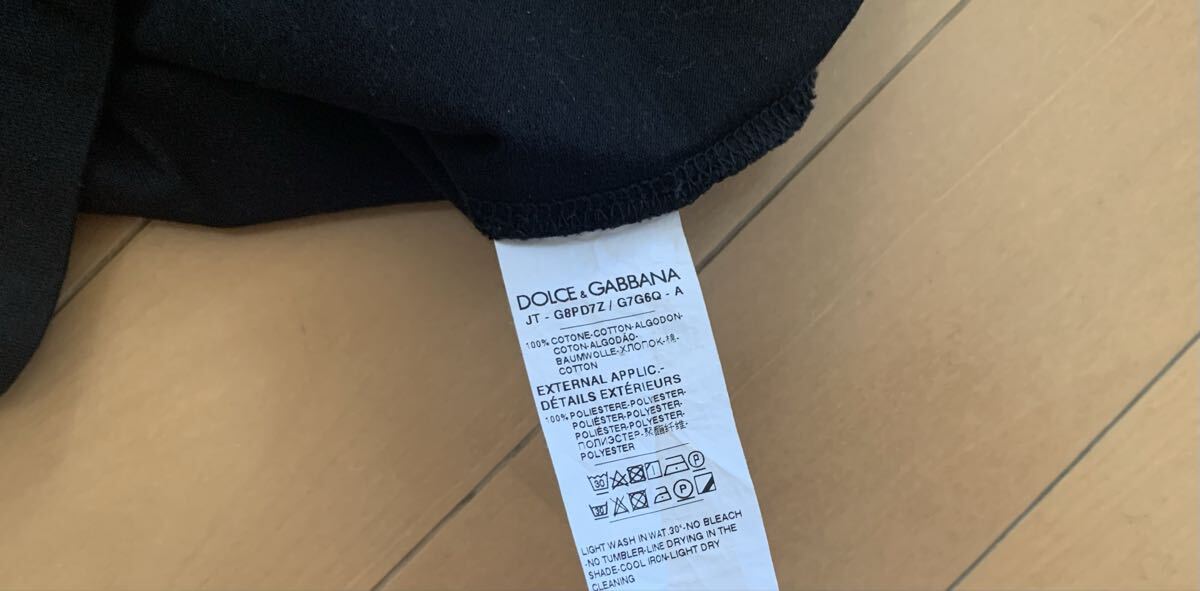 DOLCE & GABBANA
JT - G8PD7Z / G7G6Q - A
100% COTONE-COTTON-ALGODON-
COTON-ALGODÃO-
BAUMWOLLE-ХЛОПОК-棉-
COTTON
EXTERNAL APPLIC.-
DÉTAILS EXTÉRIEURS
100% POLIESTERE-POLYESTER-
POLIÉSTER-POLYESTER-
POLIÉSTER-POLYESTER-
ПОЛИЭСТЕР-聚酯纤维-
POLYESTER
30 P
30 P
LIGHT WASH IN WAT.30°-NO BLEACH
-NO TUMBLER-LINE DRYING IN THE
SHADE-COOL IRON-LIGHT DRY
CLEANING